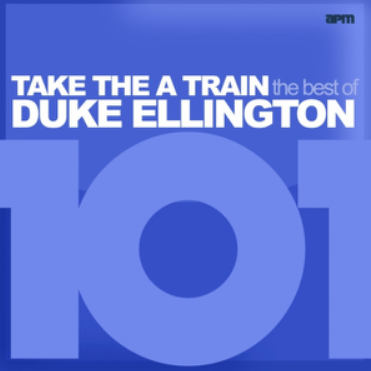 apm
TAKE THE A TRAIN the best of
DUKE ELLINGTON
101